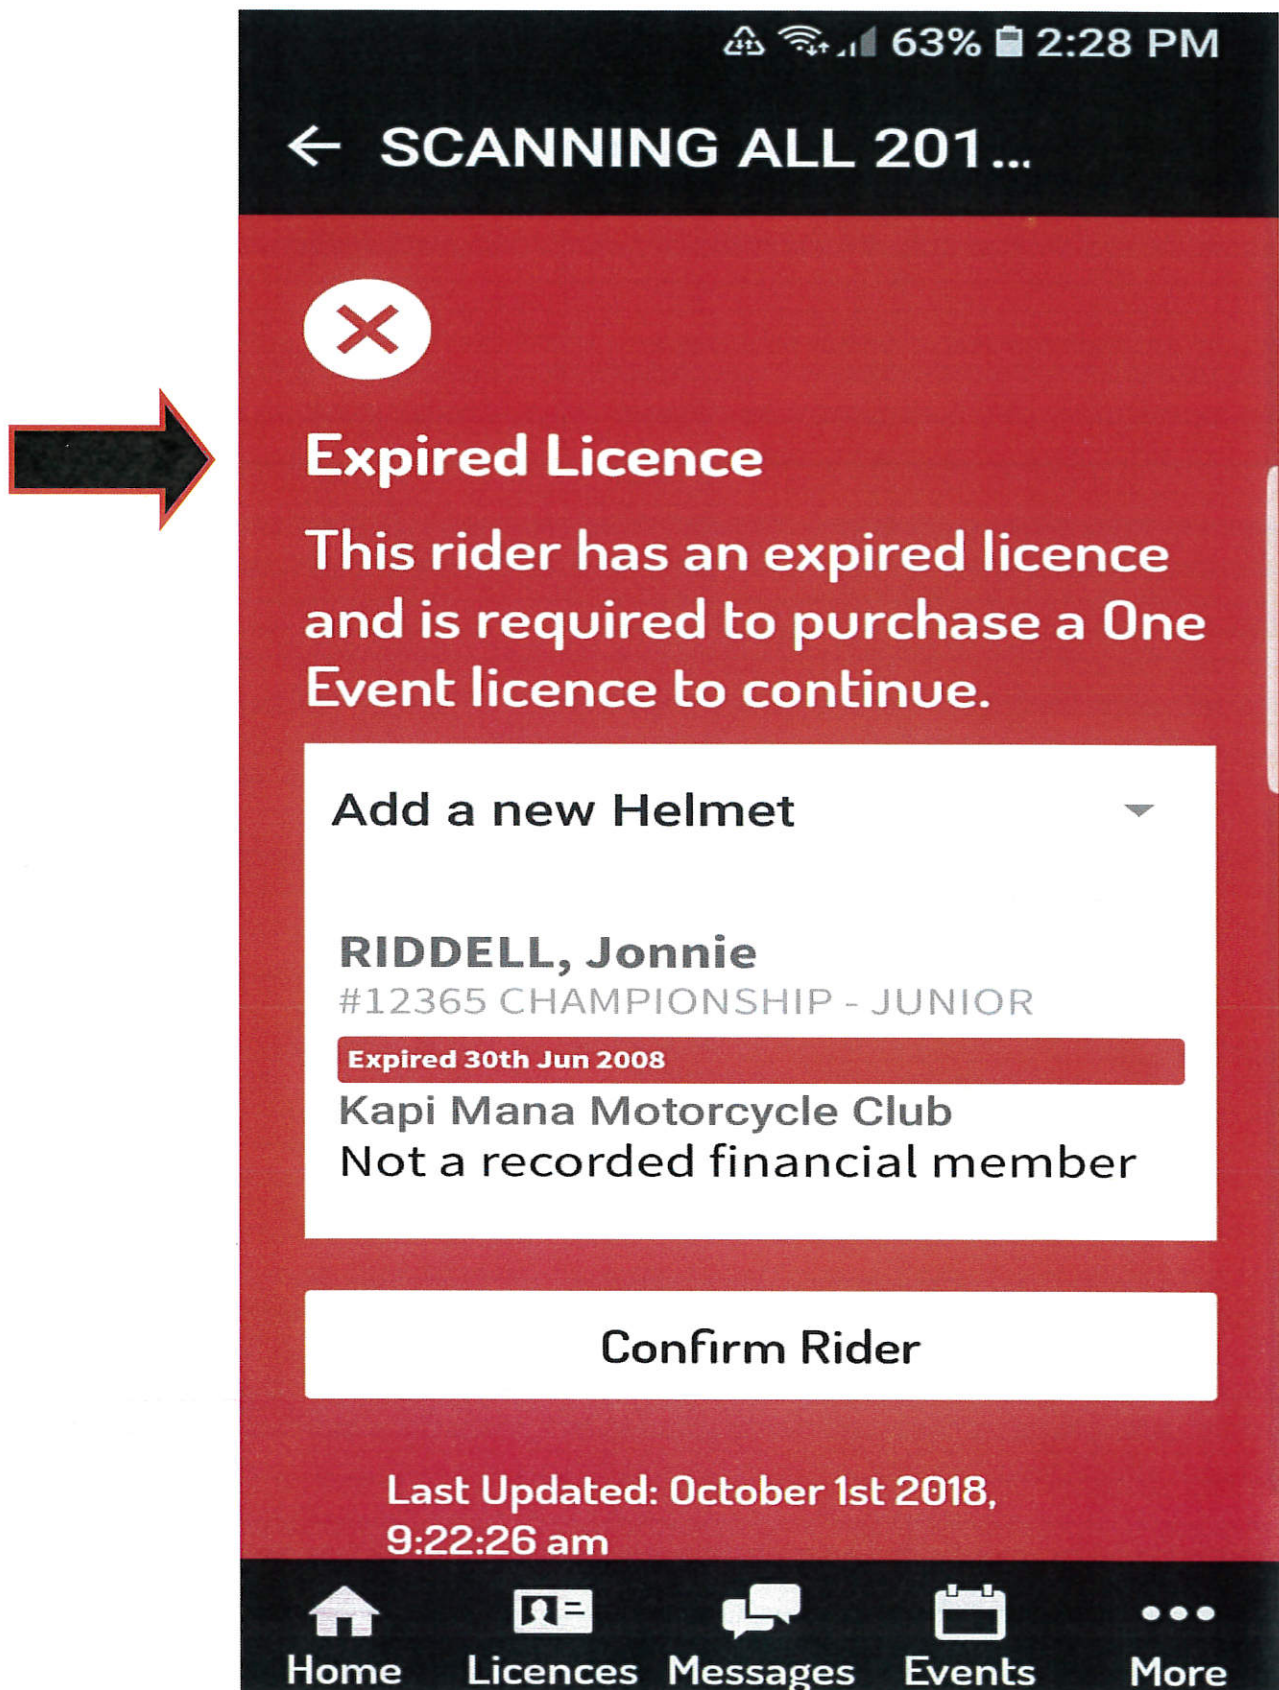 63% 2:28 PM
← SCANNING ALL 201...
Expired Licence
This rider has an expired licence
and is required to purchase a One
Event licence to continue.
Add a new Helmet
RIDDELL, Jonnie
#12365 CHAMPIONSHIP - JUNIOR
Expired 30th Jun 2008
Kapi Mana Motorcycle Club
Not a recorded financial member
Confirm Rider
Last Updated: October 1st 2018,
9:22:26 am
Home Licences Messages Events More